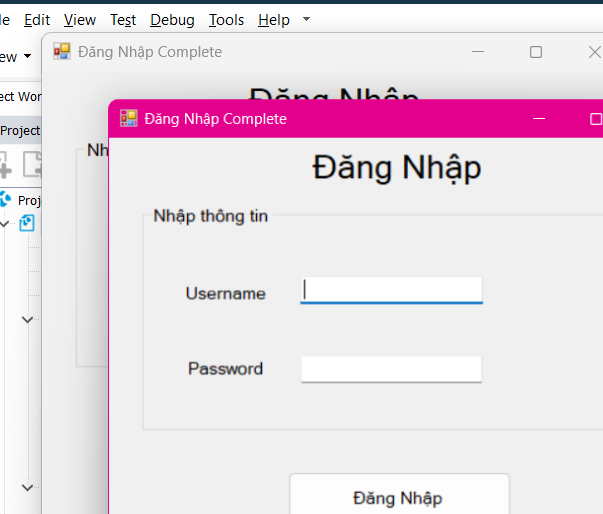 le Edit View Test Debug Tools Help
ew
Đăng Nhập Complete
Đăng Nhập
ct Wor
Đăng Nhập Complete
Project
Nh
Đăng Nhập
Proj
Nhập thông tin
Username
Password
Đăng Nhập